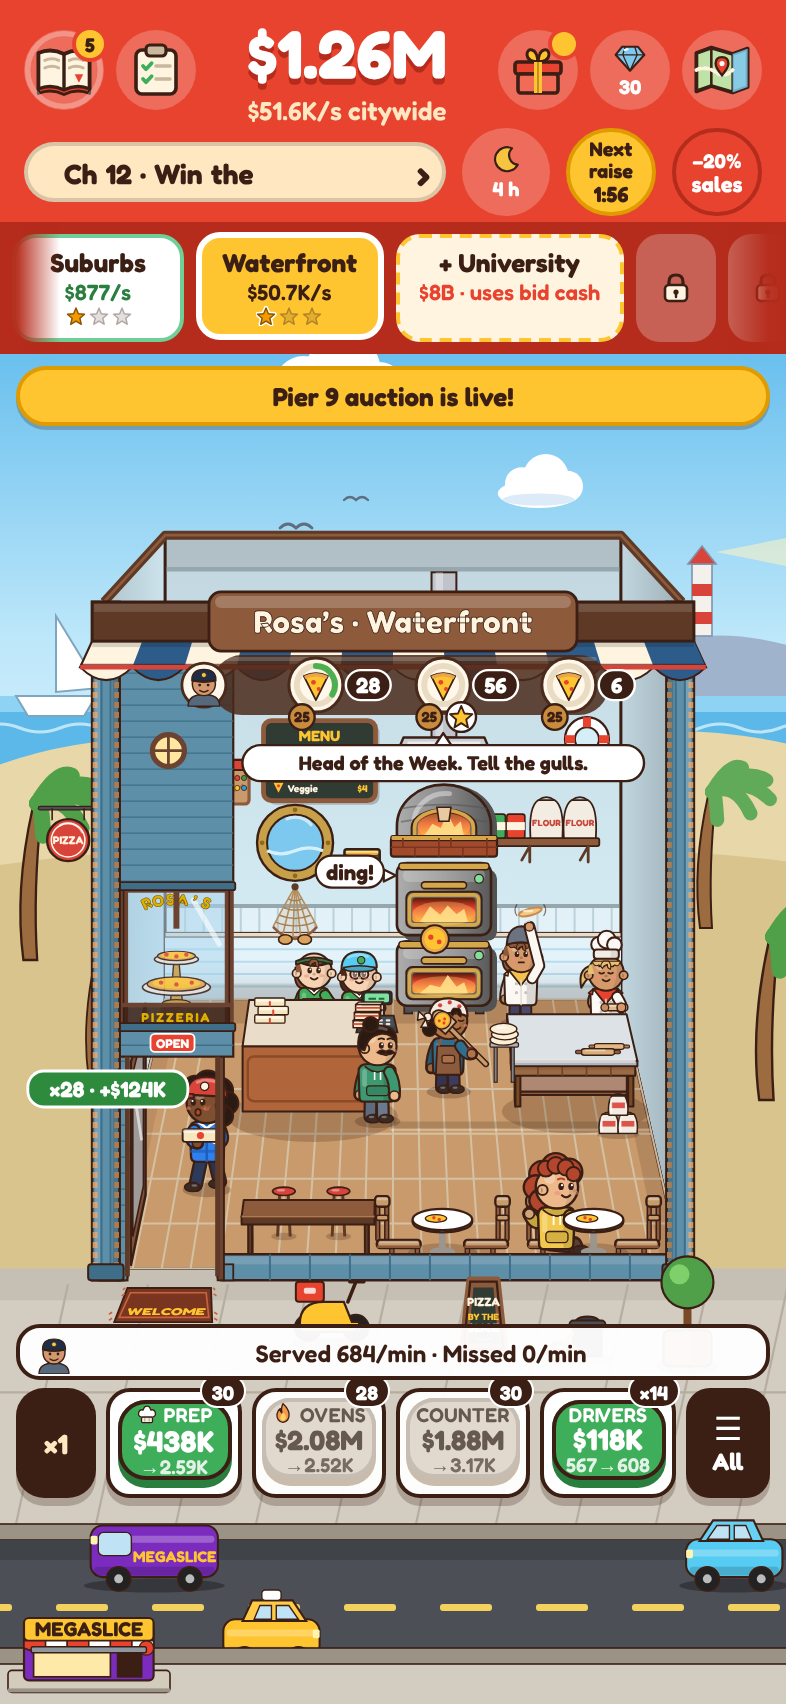 5
$1.26M
$51.6K/s citywide
30
Ch 12 · Win the
4 h
Next
raise
1:56
−20%
sales
Suburbs
$877/s
Waterfront
$50.7K/s
+ University
$8B · uses bid cash
Pier 9 auction is live!
Rosa's · Waterfront
28
56
6
25
25
25
MENU
Head of the Week. Tell the gulls.
Veggie $4
FLOUR FLOUR
PIZZA
ding!
ROSA'S
PIZZERIA
OPEN
×28 · +$124K
WELCOME
PIZZA
BY THE
Served 684/min · Missed 0/min
×1
30
PREP
$438K
→2.59K
28
OVENS
$2.08M
→2.52K
30
COUNTER
$1.88M
→3.17K
×14
DRIVERS
$118K
567→608
All
MEGASLICE
MEGASLICE